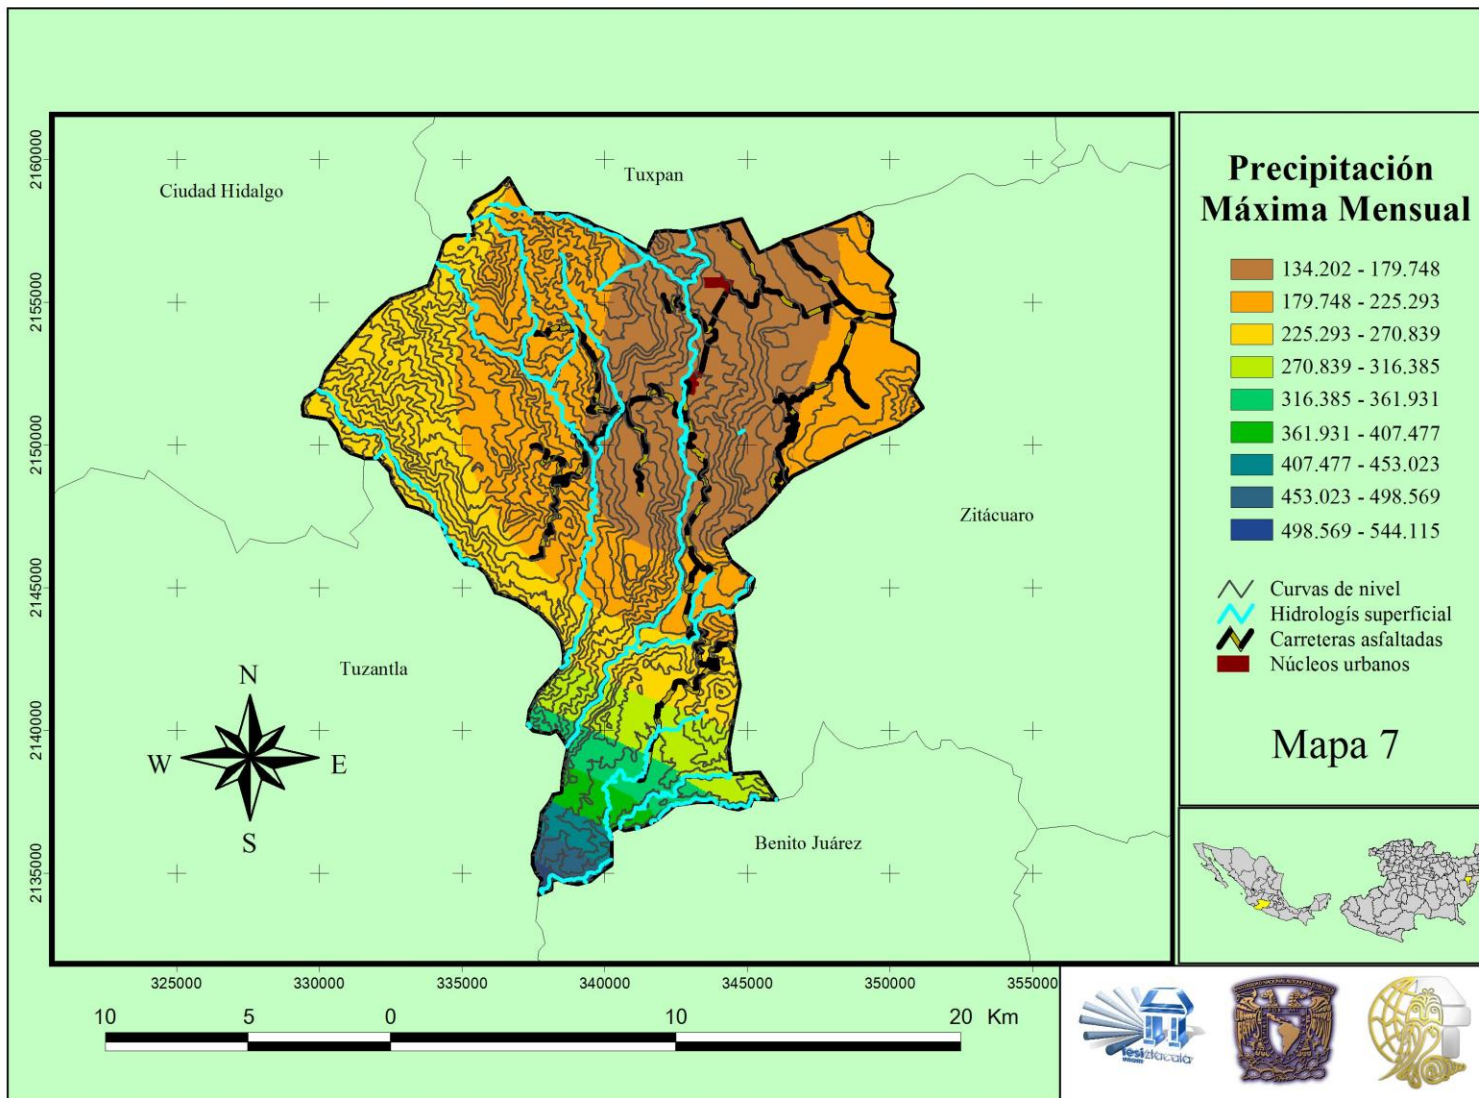 Precipitación
Máxima Mensual
134.202 - 179.748
179.748 - 225.293
225.293 - 270.839
270.839 - 316.385
316.385 - 361.931
361.931 - 407.477
407.477 - 453.023
453.023 - 498.569
498.569 - 544.115
Curvas de nivel
Hidrologís superficial
Carreteras asfaltadas
Núcleos urbanos
Mapa 7
Ciudad Hidalgo
Tuxpan
Zitácuaro
Tuzantla
Benito Juárez
N
W E
S
2160000
2155000
2150000
2145000
2140000
2135000
325000 330000 335000 340000 345000 350000 355000
10 5 0 10 20 Km
iesiztacala